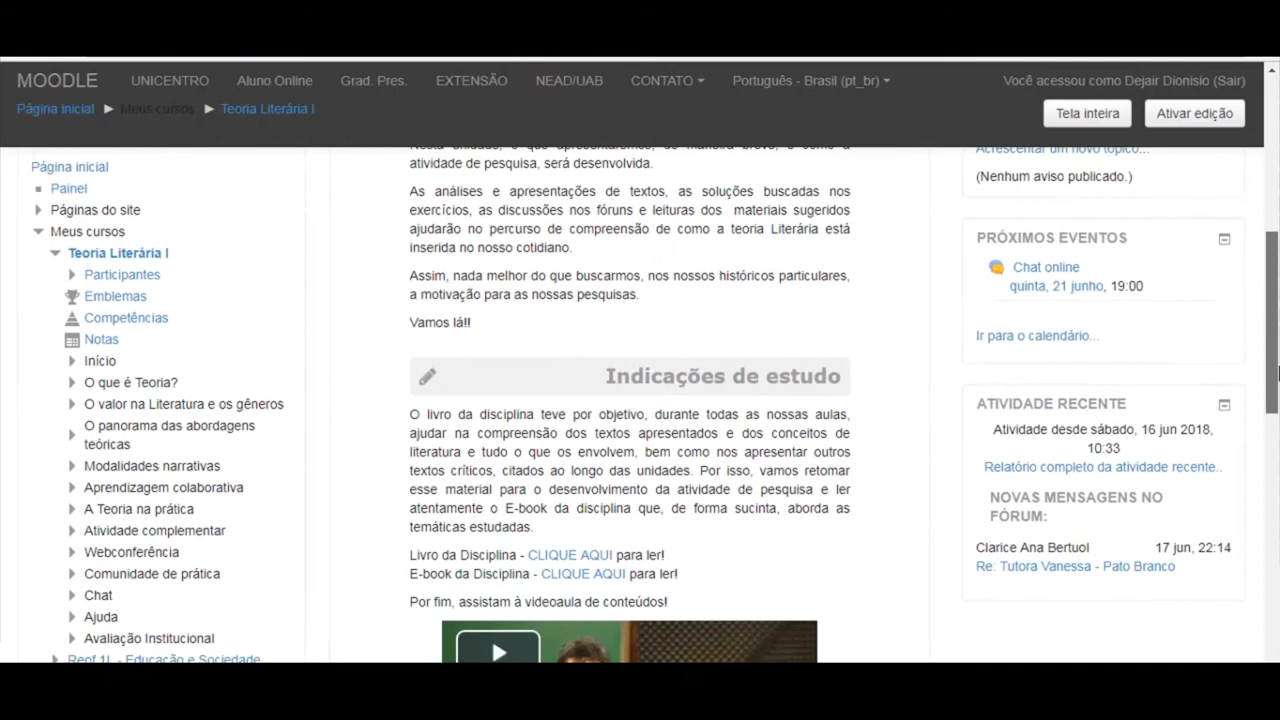 MOODLE UNICENTRO Aluno Online Grad. Pres. EXTENSÃO NEAD/UAB CONTATO Português - Brasil (pt_br) Você acessou como Dejair Dionisio (Sair)
Página inicial Meus cursos Teoria Literária I
Tela inteira Ativar edição
Página inicial
Painel
Páginas do site
Meus cursos
Teoria Literária I
Participantes
Emblemas
Competências
Notas
Início
O que é Teoria?
O valor na Literatura e os gêneros
O panorama das abordagens
teóricas
Modalidades narrativas
Aprendizagem colaborativa
A Teoria na prática
Atividade complementar
Webconferência
Comunidade de prática
Chat
Ajuda
Avaliação Institucional
Reof 1L - Educação e Sociedade
atividade de pesquisa, será desenvolvida.
As análises e apresentações de textos, as soluções buscadas nos
exercícios, as discussões nos fóruns e leituras dos materiais sugeridos
ajudarão no percurso de compreensão de como a teoria Literária está
inserida no nosso cotidiano.
Assim, nada melhor do que buscarmos, nos nossos históricos particulares,
a motivação para as nossas pesquisas.
Vamos lá!!
Indicações de estudo
O livro da disciplina teve por objetivo, durante todas as nossas aulas,
ajudar na compreensão dos textos apresentados e dos conceitos de
literatura e tudo o que os envolvem, bem como nos apresentar outros
textos críticos, citados ao longo das unidades. Por isso, vamos retomar
esse material para o desenvolvimento da atividade de pesquisa e ler
atentamente o E-book da disciplina que, de forma sucinta, aborda as
temáticas estudadas.
Livro da Disciplina - CLIQUE AQUI para ler!
E-book da Disciplina - CLIQUE AQUI para ler!
Por fim, assistam à videoaula de conteúdos!
Acrescentar um novo tópico...
(Nenhum aviso publicado.)
PRÓXIMOS EVENTOS
Chat online
quinta, 21 junho, 19:00
Ir para o calendário...
ATIVIDADE RECENTE
Atividade desde sábado, 16 jun 2018,
10:33
Relatório completo da atividade recente..
NOVAS MENSAGENS NO
FÓRUM:
Clarice Ana Bertuol 17 jun, 22:14
Re: Tutora Vanessa - Pato Branco